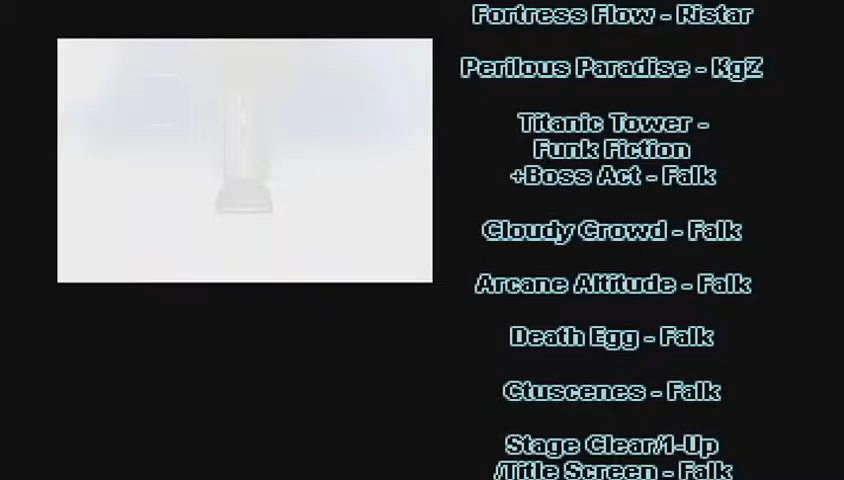 Fortress Flow - Ristar
Perilous Paradise - KgZ
Titanic Tower -
Funk Fiction
+Boss Act - Falk
Cloudy Crowd - Falk
Arcane Altitude - Falk
Death Egg - Falk
Ctuscenes - Falk
Stage Clear/1-Up
/Title Screen - Falk